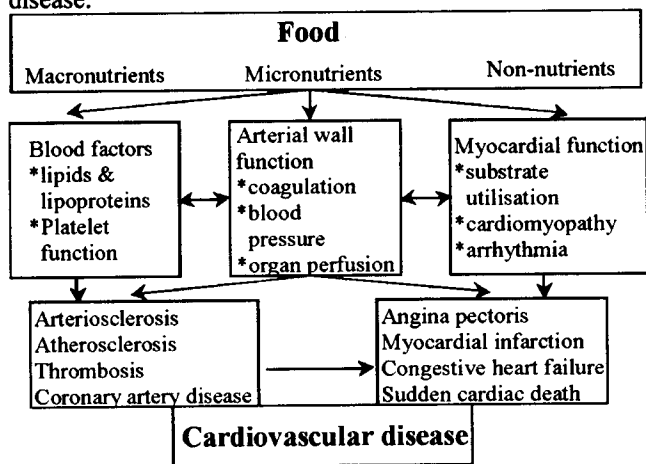 disease.
Food
Macronutrients Micronutrients Non-nutrients
Blood factors
*lipids &
lipoproteins
*Platelet
function
Arterial wall
function
*coagulation
*blood
pressure
*organ perfusion
Myocardial function
*substrate
utilisation
*cardiomyopathy
*arrhythmia
Arteriosclerosis
Atherosclerosis
Thrombosis
Coronary artery disease
Angina pectoris
Myocardial infarction
Congestive heart failure
Sudden cardiac death
Cardiovascular disease